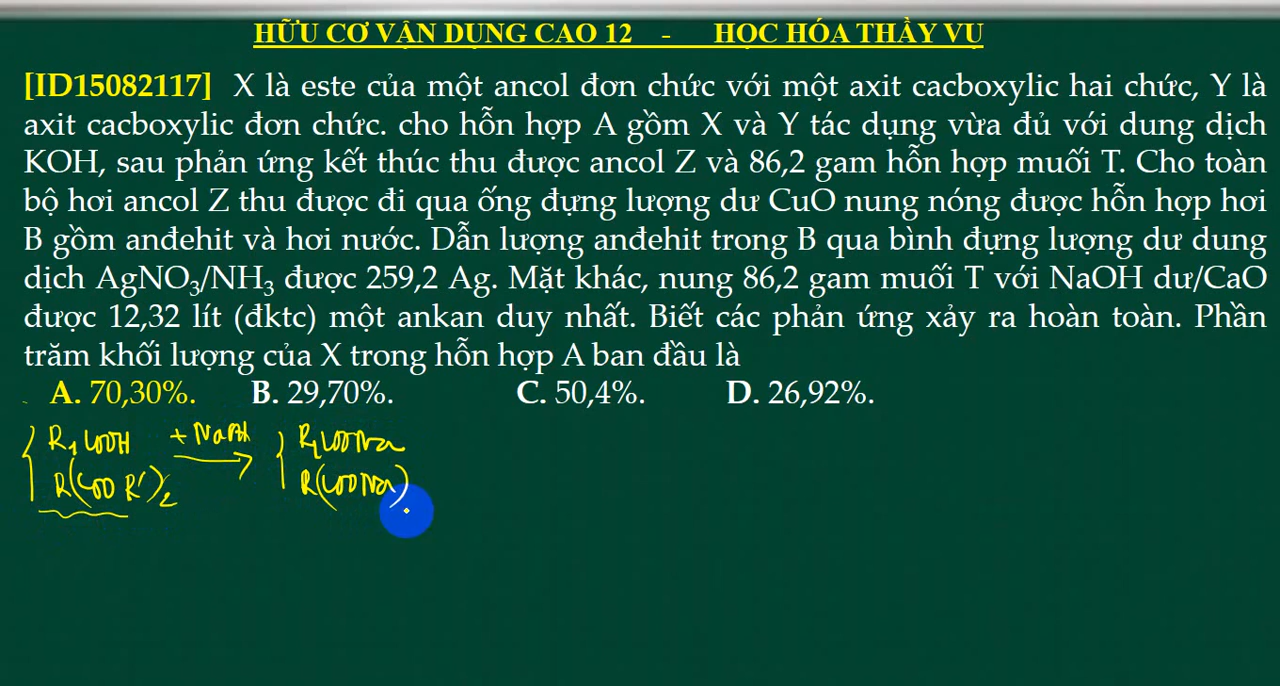 HỮU CƠ VẬN DỤNG CAO 12 - HỌC HÓA THẦY VỤ
[ID15082117] X là este của một ancol đơn chức với một axit cacboxylic hai chức, Y là
axit cacboxylic đơn chức. cho hỗn hợp A gồm X và Y tác dụng vừa đủ với dung dịch
KOH, sau phản ứng kết thúc thu được ancol Z và 86,2 gam hỗn hợp muối T. Cho toàn
bộ hơi ancol Z thu được đi qua ống đựng lượng dư CuO nung nóng được hỗn hợp hơi
B gồm anđehit và hơi nước. Dẫn lượng anđehit trong B qua bình đựng lượng dư dung
dịch AgNO₃/NH₃ được 259,2 Ag. Mặt khác, nung 86,2 gam muối T với NaOH dư/CaO
được 12,32 lít (đktc) một ankan duy nhất. Biết các phản ứng xảy ra hoàn toàn. Phần
trăm khối lượng của X trong hỗn hợp A ban đầu là
A. 70,30%. B. 29,70%. C. 50,4%. D. 26,92%.
R₁COOH + NaOH R₁COONa
R(COOR')₂ R(COONa)